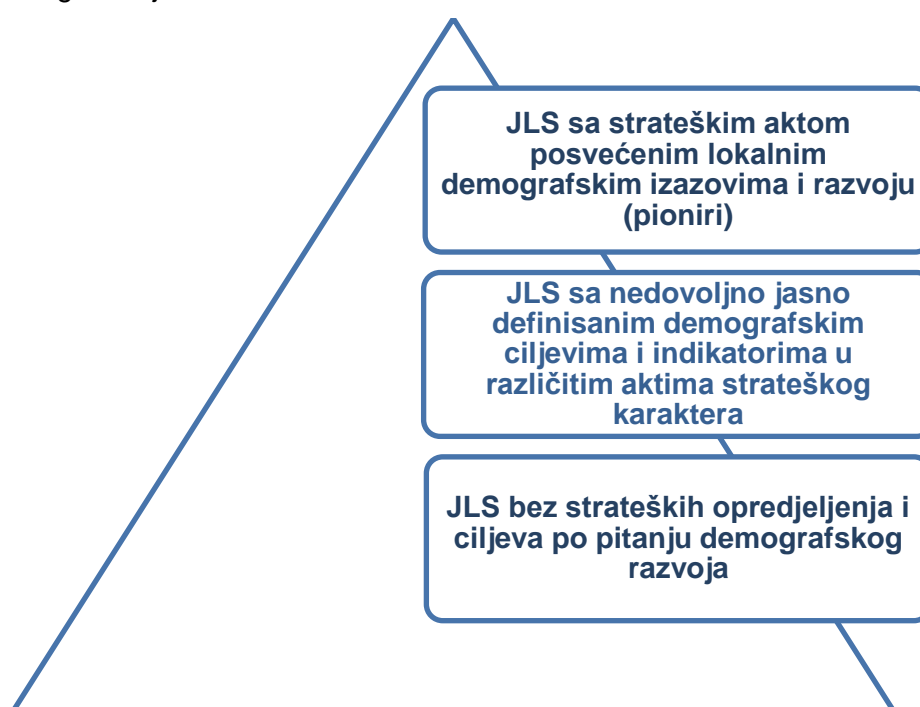 JLS sa strateškim aktom
posvećenim lokalnim
demografskim izazovima i razvoju
(pioniri)
JLS sa nedovoljno jasno
definisanim demografskim
ciljevima i indikatorima u
različitim aktima strateškog
karaktera
JLS bez strateških opredjeljenja i
ciljeva po pitanju demografskog
razvoja